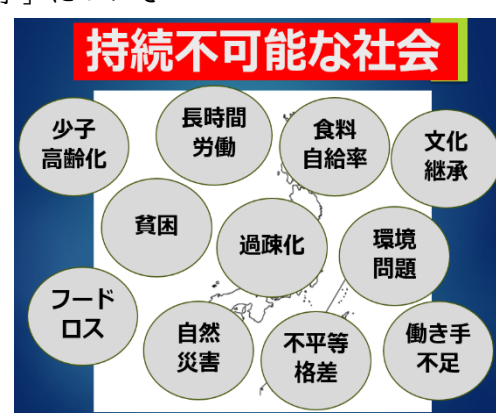 持続不可能な社会
少子
高齢化
長時間
労働
食料
自給率
文化
継承
貧困
過疎化
環境
問題
フード
ロス
自然
災害
不平等
格差
働き手
不足